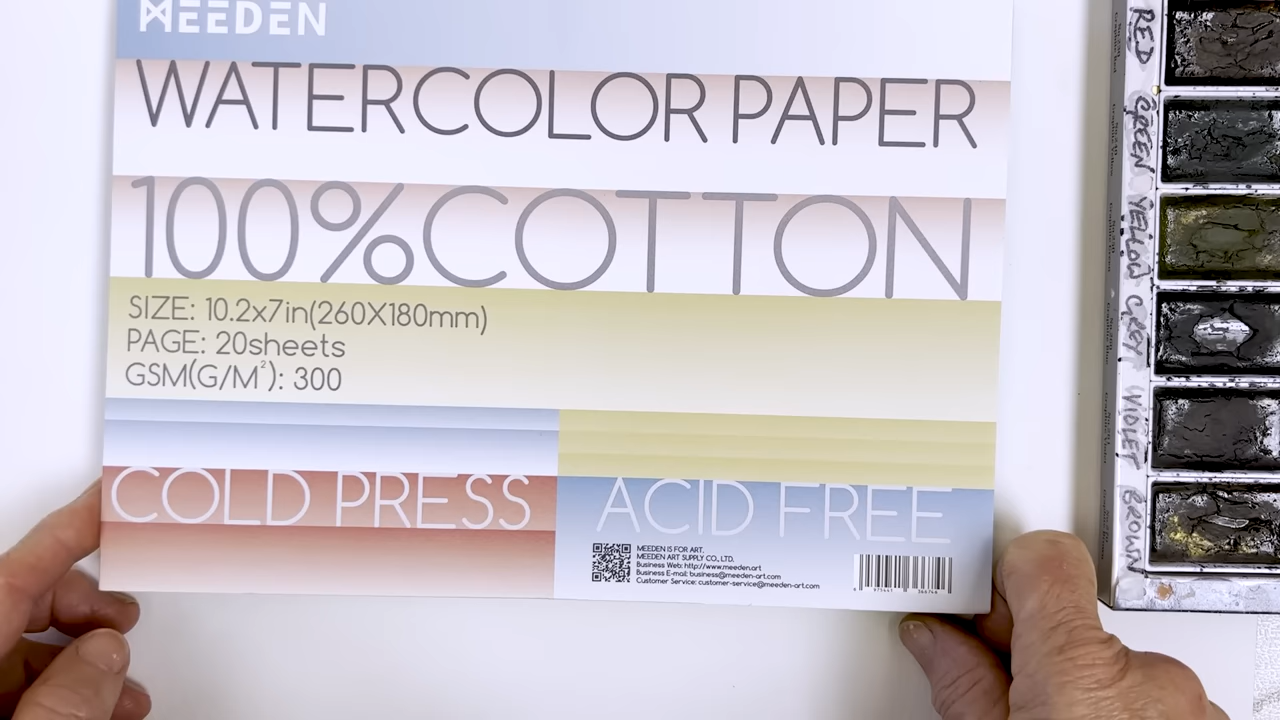 MEEDEN
WATERCOLOR PAPER
100%COTTON
SIZE: 10.2x7in(260X180mm)
PAGE: 20sheets
GSM(G/M²): 300
COLD PRESS
ACID FREE
MEEDEN IS FOR ART.
MEEDEN ART SUPPLY CO., LTD.
Business Web: http://www.meeden.art
Business E-mail: business@meeden-art.com
Customer Service: customer-service@meeden-art.com
RED
GREEN
YELLOW
GREY
VIOLET
BROWN